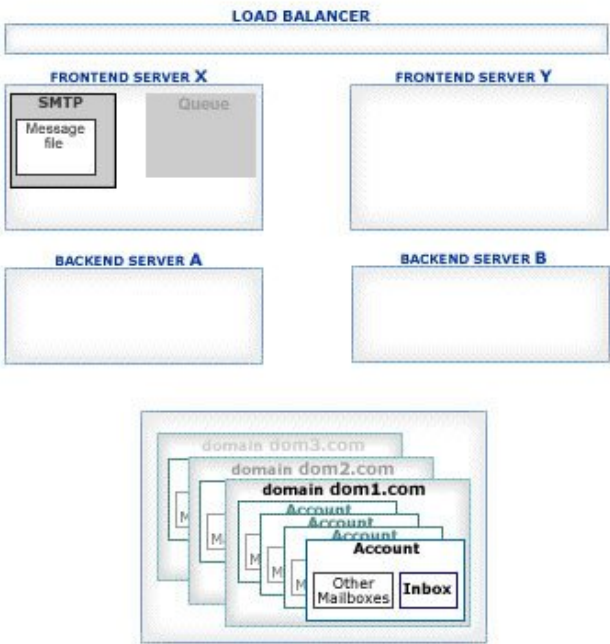 LOAD BALANCER
FRONTEND SERVER X
FRONTEND SERVER Y
SMTP
Queue
Message
file
BACKEND SERVER A
BACKEND SERVER B
domain dom3.com
domain dom2.com
domain dom1.com
Account
Account
Account
Account
M
M
M
M
M
Other
Mailboxes
Inbox